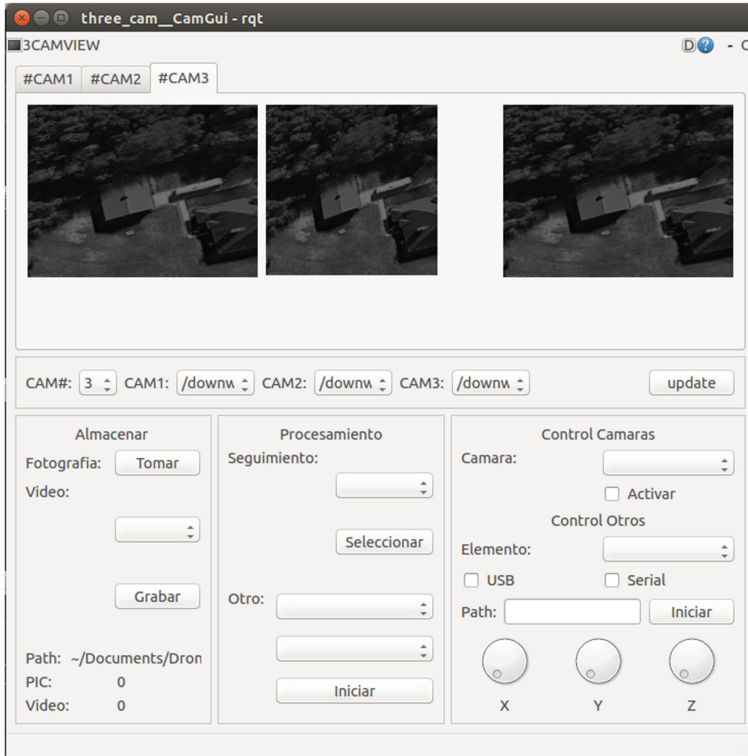 three_cam__CamGui - rqt
3CAMVIEW D ? -
#CAM1 #CAM2 #CAM3
CAM#: 3 CAM1: /downw CAM2: /downw CAM3: /downw update
Almacenar
Fotografia: Tomar
Video:
Grabar
Path: ~/Documents/Dron
PIC: 0
Video: 0
Procesamiento
Seguimiento:
Seleccionar
Otro:
Iniciar
Control Camaras
Camara:
Activar
Control Otros
Elemento:
USB Serial
Path: Iniciar
X Y Z